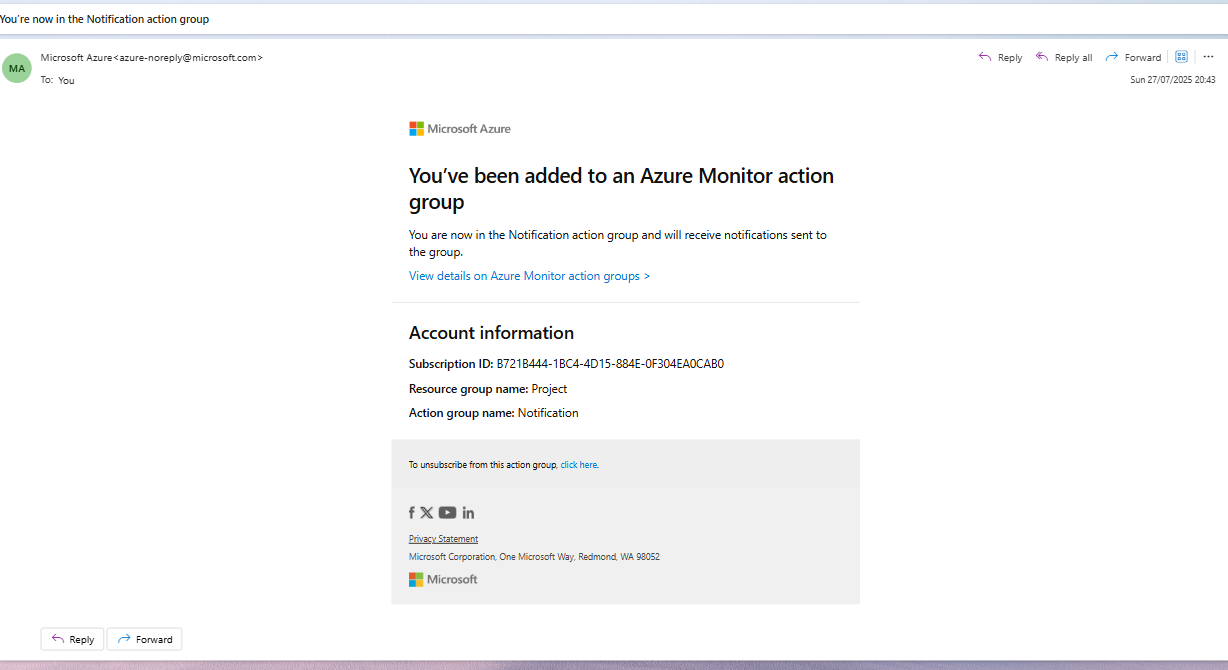 You're now in the Notification action group
MA
Microsoft Azure<azure-noreply@microsoft.com>
Reply
Reply all
Forward
To: You
Sun 27/07/2025 20:43
Microsoft Azure
You've been added to an Azure Monitor action
group
You are now in the Notification action group and will receive notifications sent to
the group.
View details on Azure Monitor action groups >
Account information
Subscription ID: B721B444-1BC4-4D15-884E-0F304EA0CAB0
Resource group name: Project
Action group name: Notification
To unsubscribe from this action group, click here.
Privacy Statement
Microsoft Corporation, One Microsoft Way, Redmond, WA 98052
Microsoft
Reply
Forward